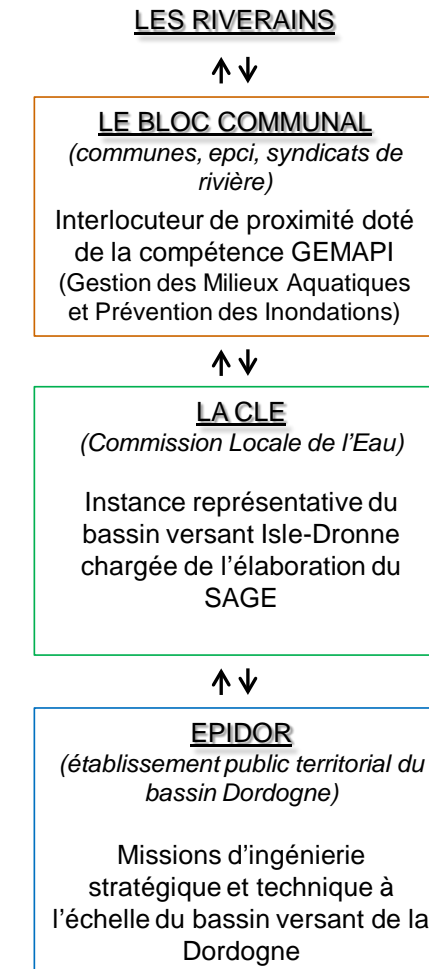 LES RIVERAINS
LE BLOC COMMUNAL
(communes, epci, syndicats de
rivière)
Interlocuteur de proximité doté
de la compétence GEMAPI
(Gestion des Milieux Aquatiques
et Prévention des Inondations)
LA CLE
(Commission Locale de l’Eau)
Instance représentative du
bassin versant Isle-Dronne
chargée de l’élaboration du
SAGE
EPIDOR
(établissement public territorial du
bassin Dordogne)
Missions d’ingénierie
stratégique et technique à
l’échelle du bassin versant de la
Dordogne